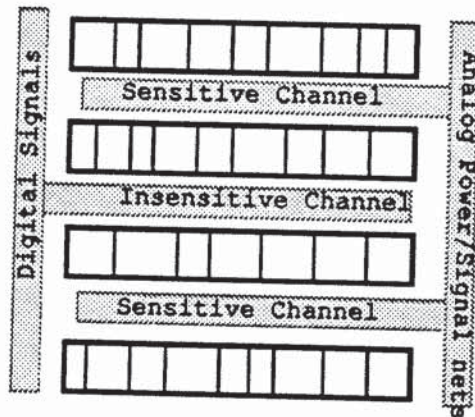 Digital Signals
Sensitive Channel
Insensitive Channel
Sensitive Channel
Analog Power/Signal nets